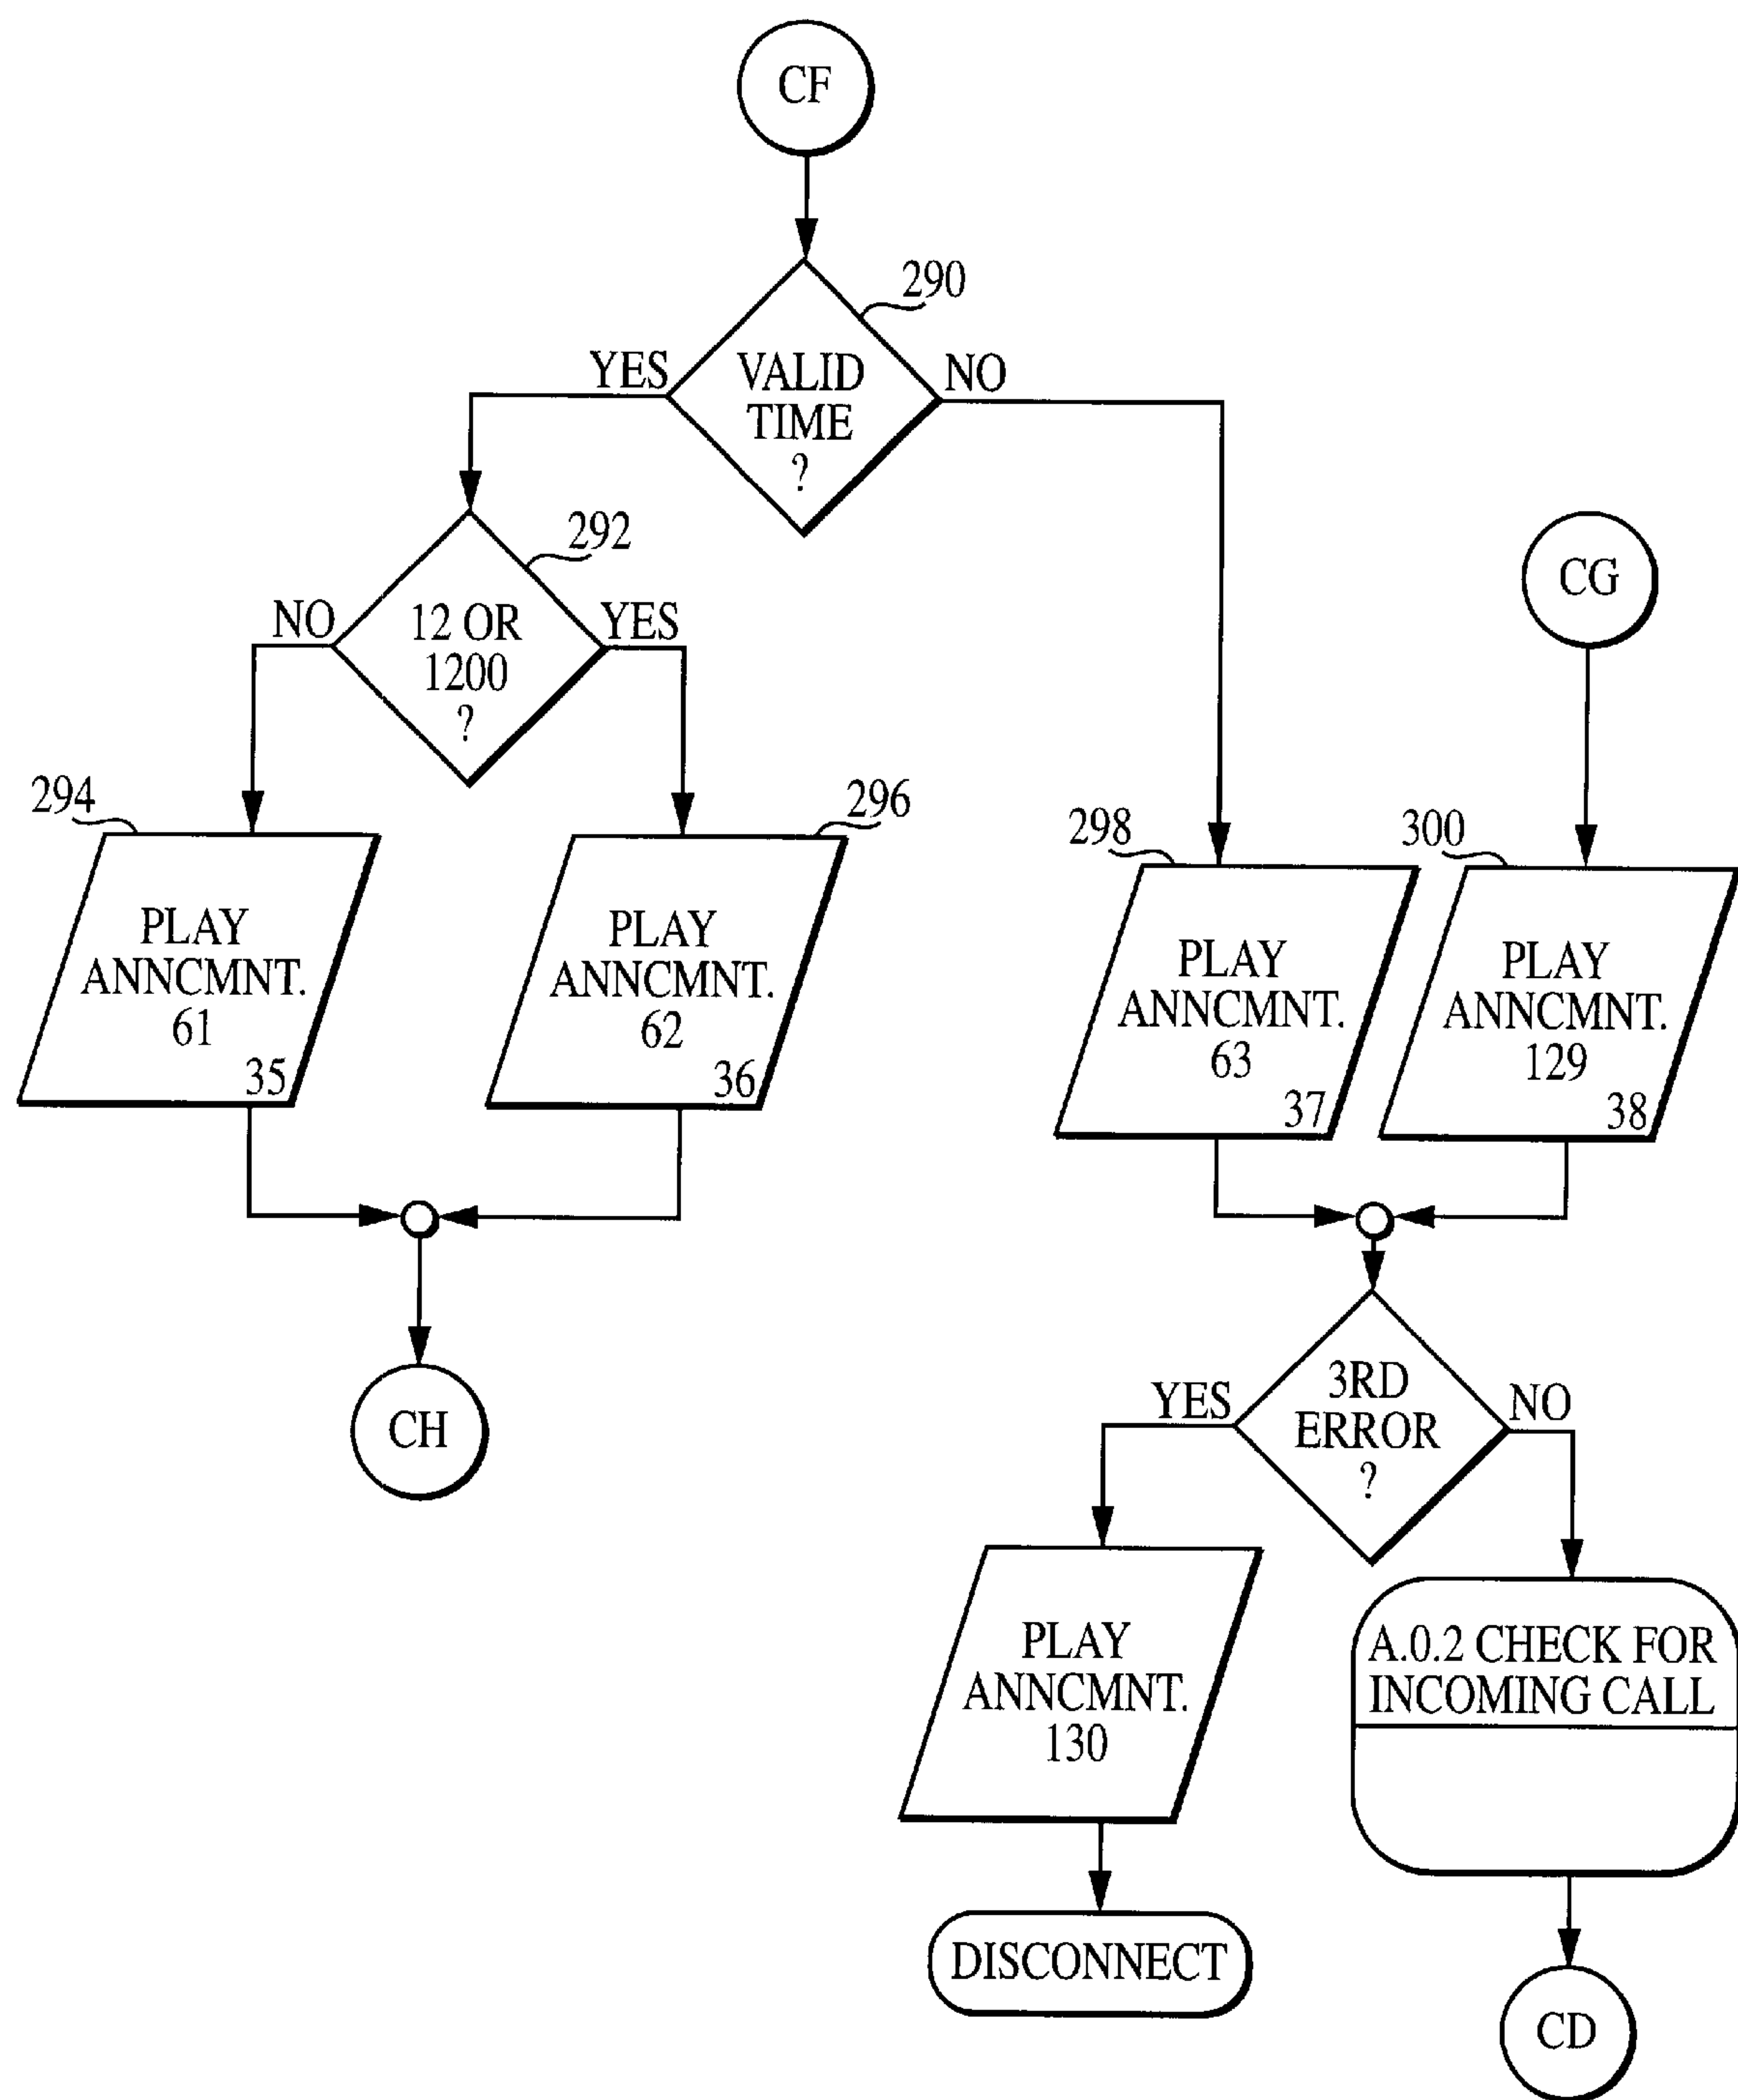 CF
290
YES
VALID
TIME
?
NO
292
NO
12 OR
1200
?
YES
CG
294
PLAY
ANNCMNT.
61
35
296
PLAY
ANNCMNT.
62
36
298
PLAY
ANNCMNT.
63
37
300
PLAY
ANNCMNT.
129
38
CH
YES
3RD
ERROR
?
NO
PLAY
ANNCMNT.
130
A.0.2 CHECK FOR
INCOMING CALL
DISCONNECT
CD